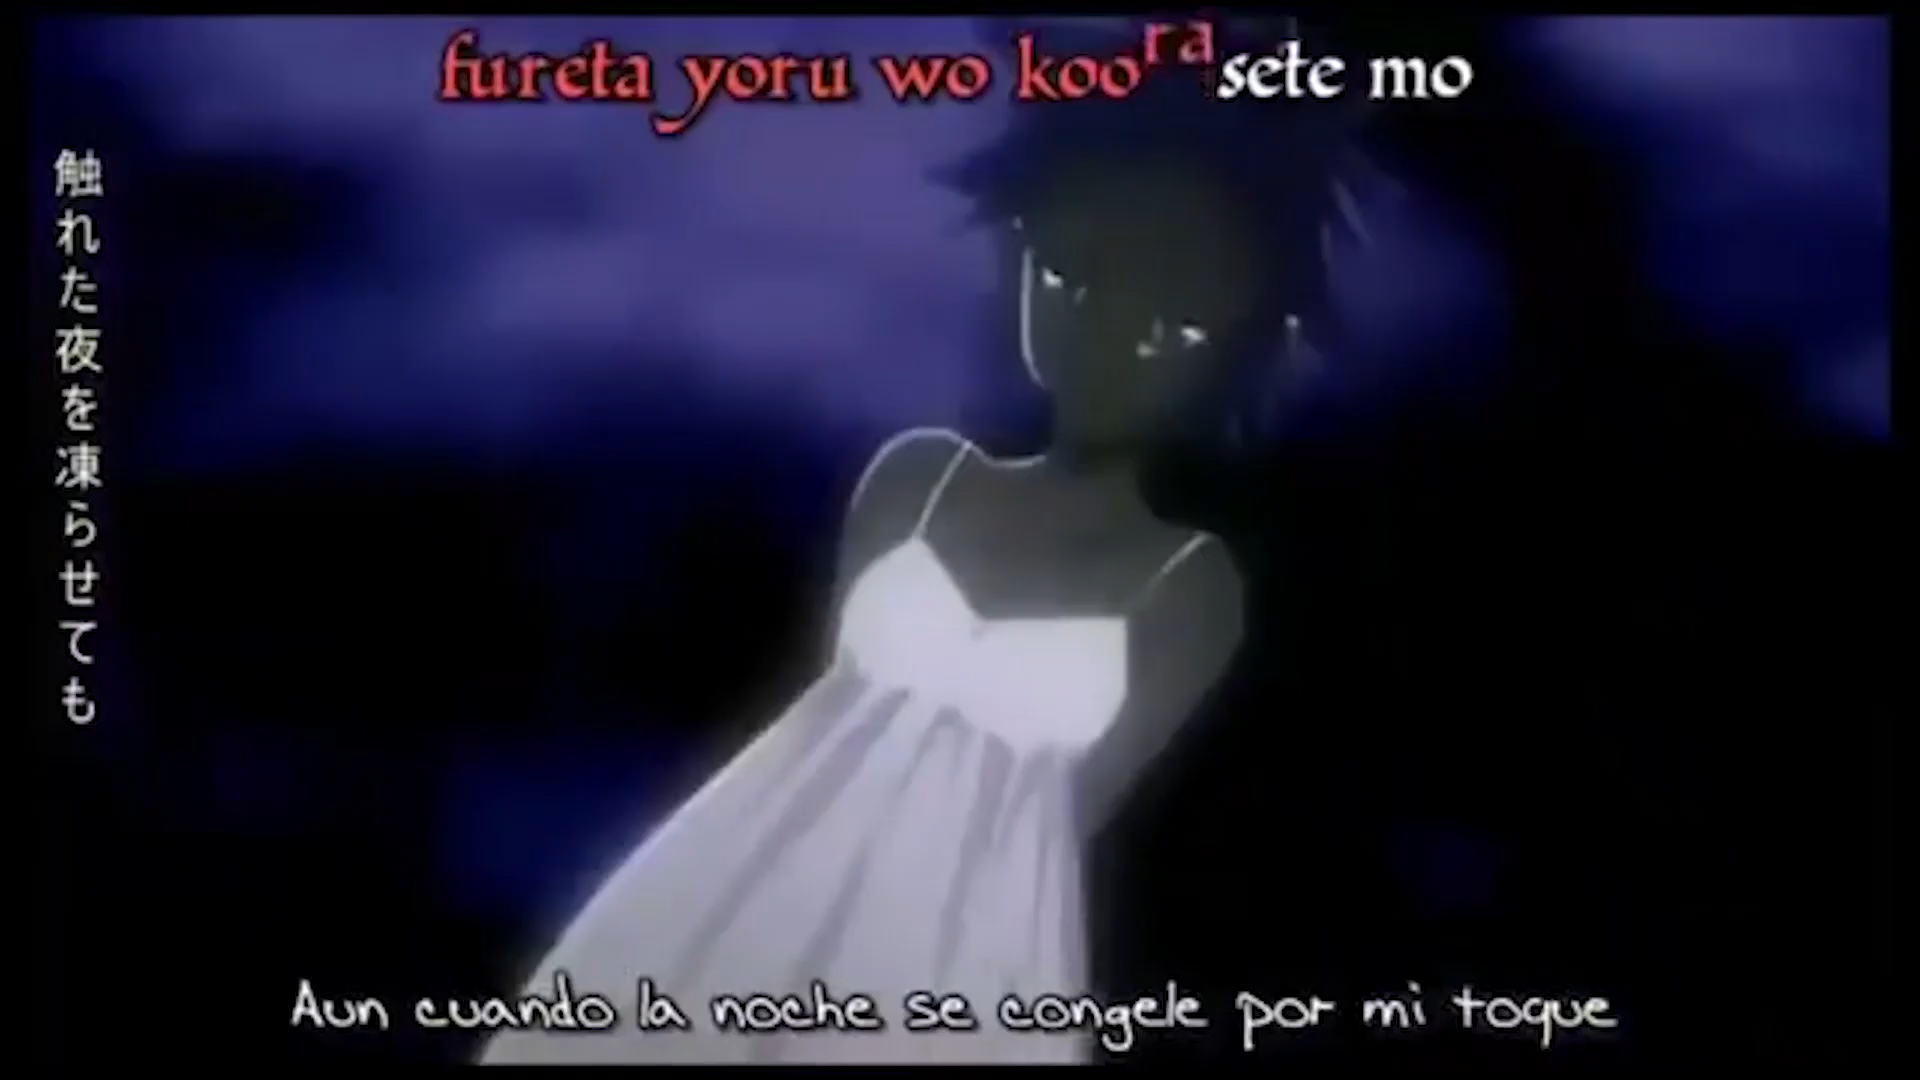 fureta yoru wo koorasete mo
触れた夜を凍らせても
Aun cuando la noche se congele por mi toque